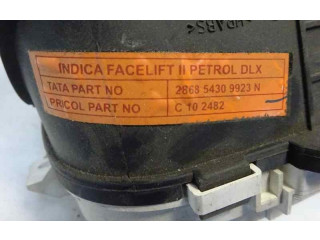 INDICA FACELIFT II PETROL DLX
TATA PART NO 2868 5430 9923 N
PRICOL PART NO C 10 2482